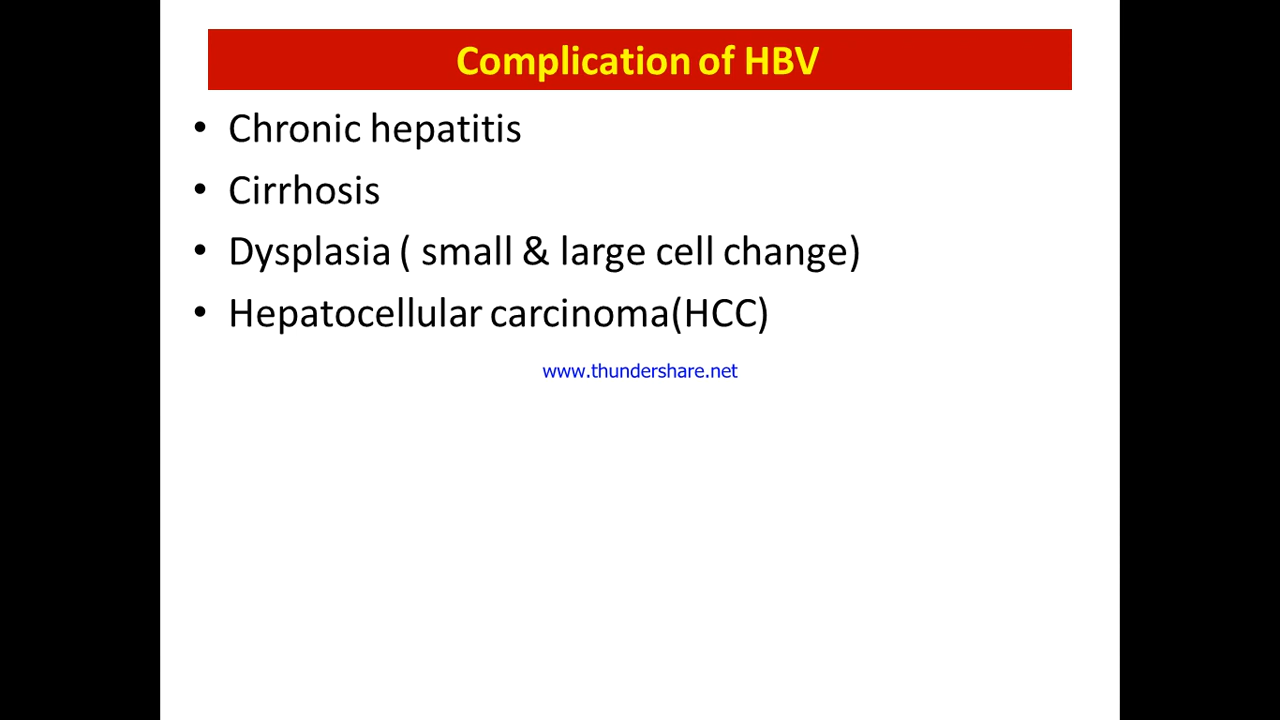 Complication of HBV
• Chronic hepatitis
• Cirrhosis
• Dysplasia ( small & large cell change)
• Hepatocellular carcinoma(HCC)
www.thundershare.net